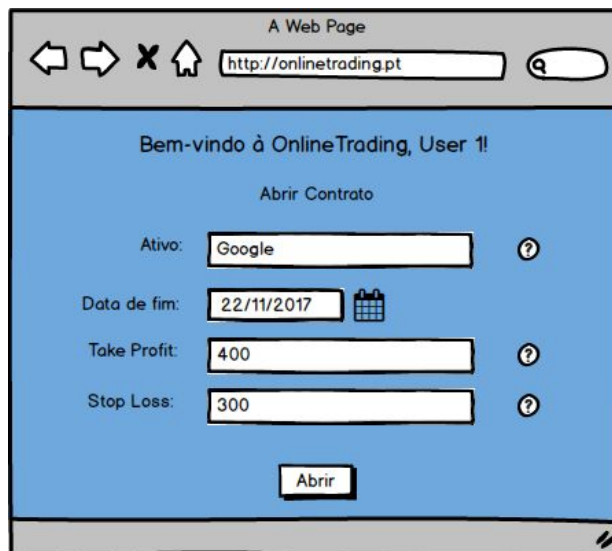 A Web Page
http://onlinetrading.pt
Bem-vindo à OnlineTrading, User 1!
Abrir Contrato
Ativo: Google ?
Data de fim: 22/11/2017
Take Profit: 400 ?
Stop Loss: 300 ?
Abrir